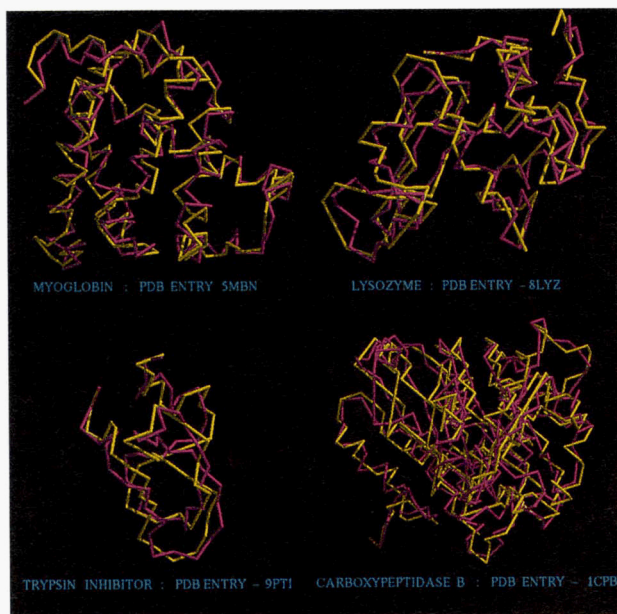 MYOGLOBIN : PDB ENTRY 5MBN
LYSOZYME : PDB ENTRY - 8LYZ
TRYPSIN INHIBITOR : PDB ENTRY - 9PTI
CARBOXYPEPTIDASE B : PDB ENTRY - 1CPB